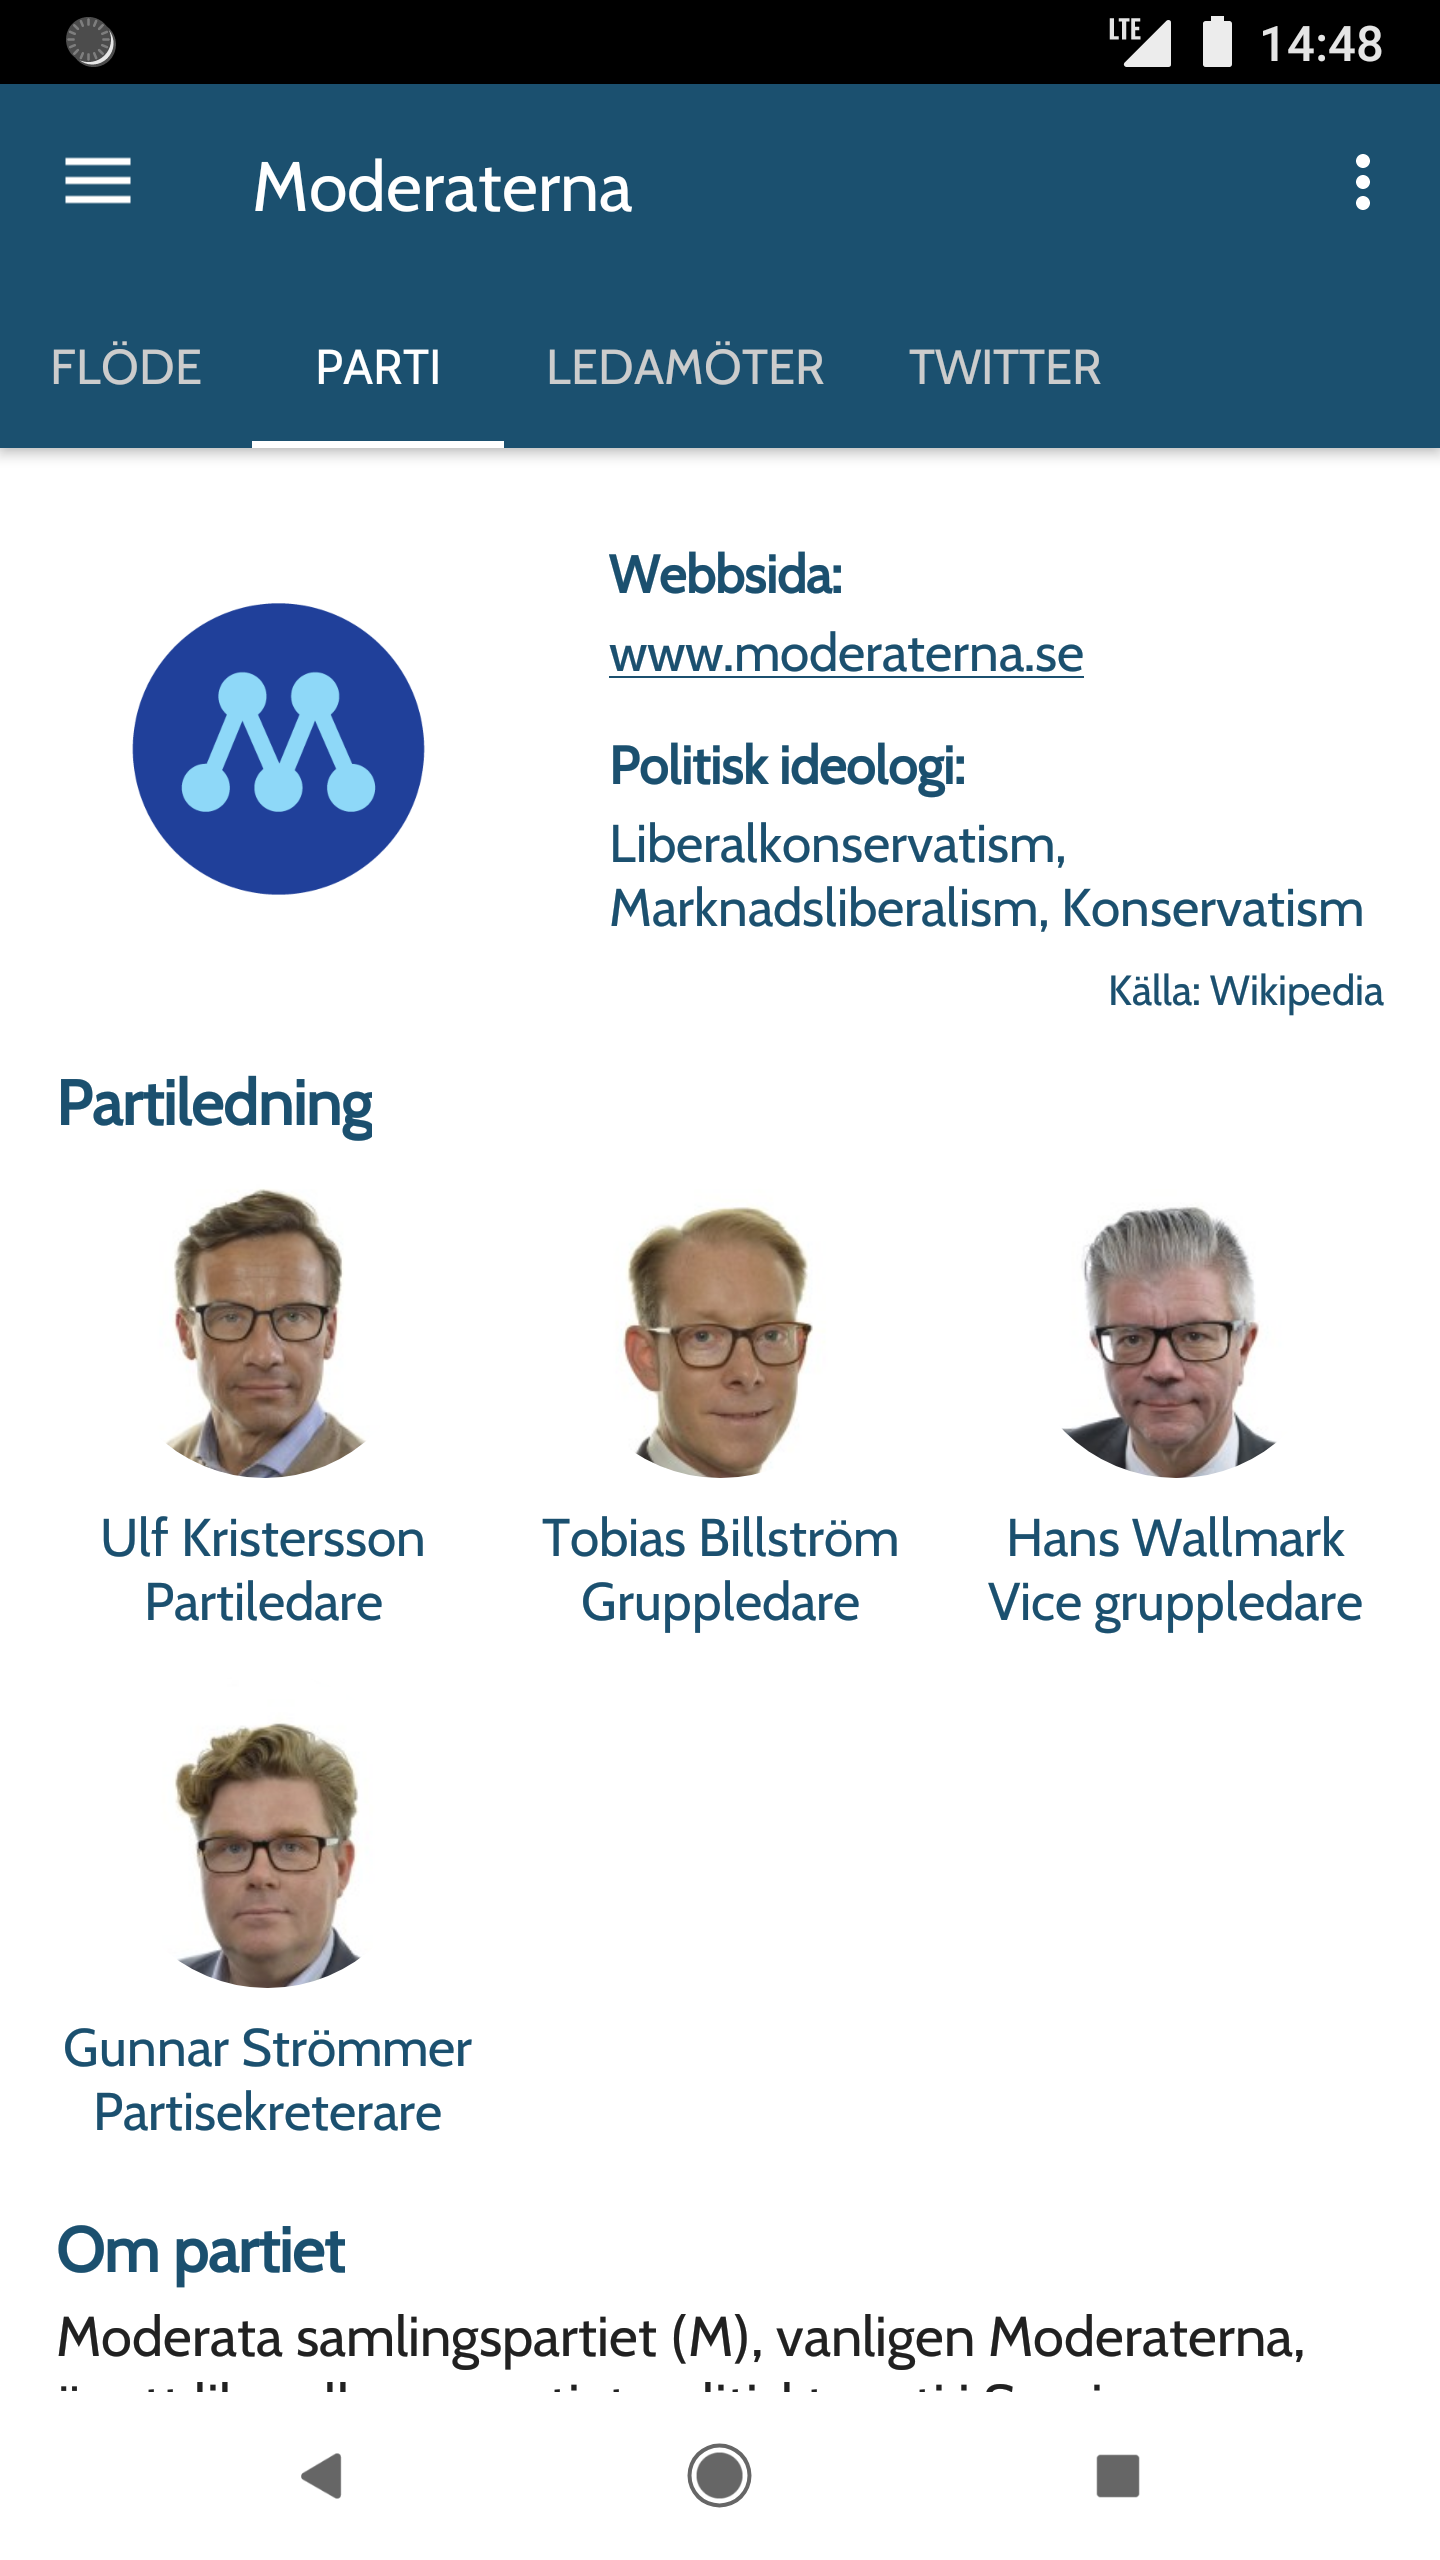 LTE 14:48
Moderaterna
FLÖDE PARTI LEDAMÖTER TWITTER
Webbsida:
www.moderaterna.se
Politisk ideologi:
Liberalkonservatism,
Marknadsliberalism, Konservatism
Källa: Wikipedia
Partiledning
Ulf Kristersson
Partiledare
Tobias Billström
Gruppledare
Hans Wallmark
Vice gruppledare
Gunnar Strömmer
Partisekreterare
Om partiet
Moderata samlingspartiet (M), vanligen Moderaterna,